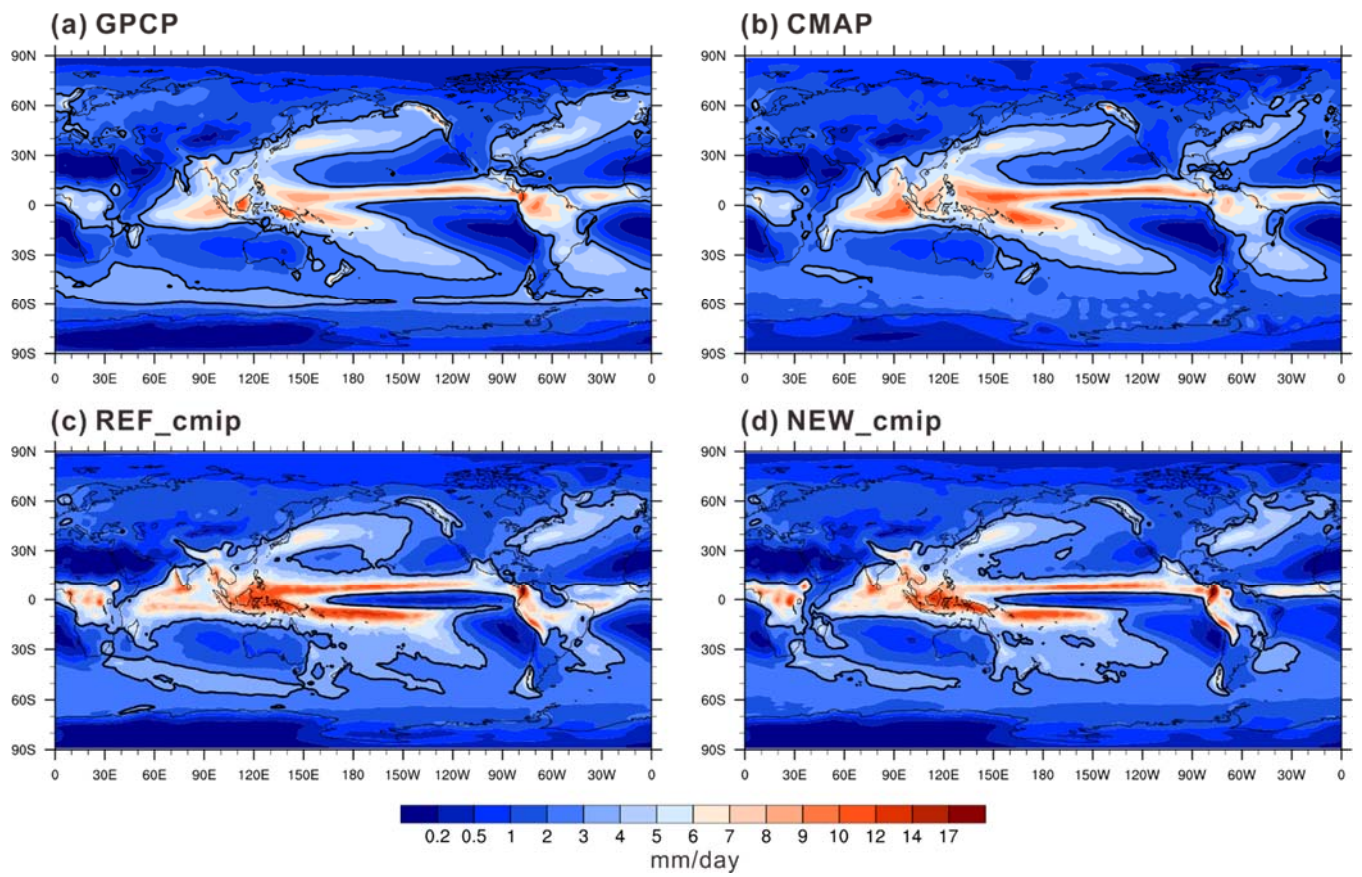 (a) GPCP
(b) CMAP
90N
60N
30N
0
30S
60S
90S
0 30E 60E 90E 120E 150E 180 150W 120W 90W 60W 30W 0
90N
60N
30N
0
30S
60S
90S
0 30E 60E 90E 120E 150E 180 150W 120W 90W 60W 30W 0
(c) REF_cmip
(d) NEW_cmip
90N
60N
30N
0
30S
60S
90S
0 30E 60E 90E 120E 150E 180 150W 120W 90W 60W 30W 0
90N
60N
30N
0
30S
60S
90S
0 30E 60E 90E 120E 150E 180 150W 120W 90W 60W 30W 0
0.2 0.5 1 2 3 4 5 6 7 8 9 10 12 14 17
mm/day